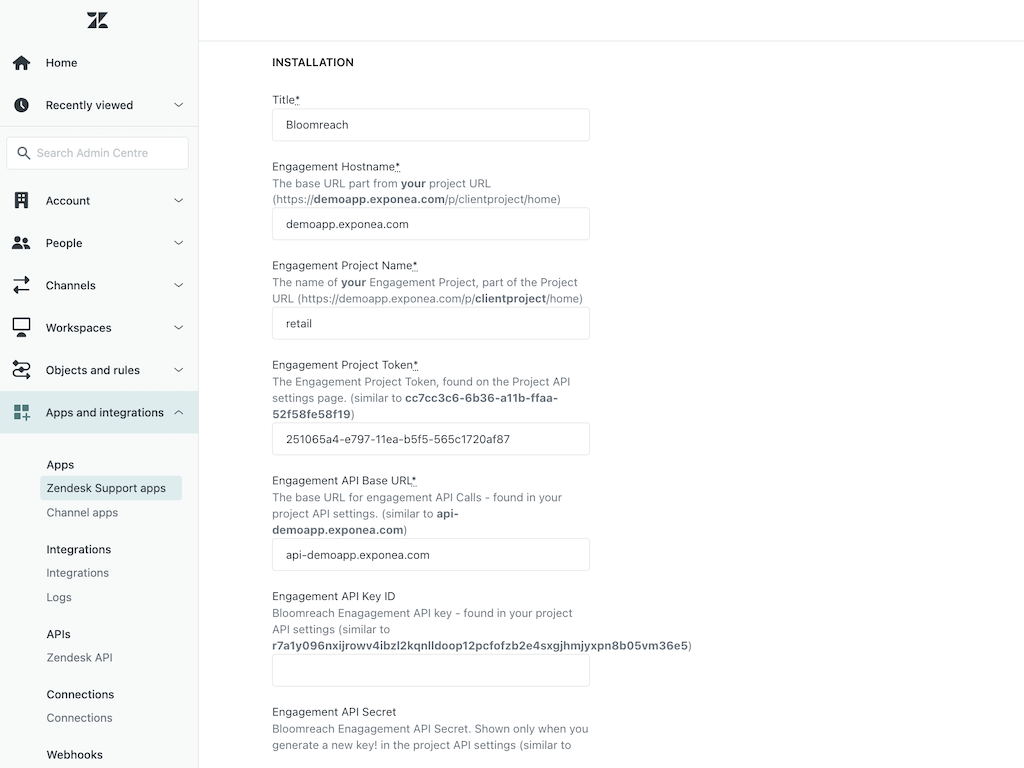 Home
Recently viewed
Search Admin Centre
Account
People
Channels
Workspaces
Objects and rules
Apps and integrations
Apps
Zendesk Support apps
Channel apps
Integrations
Integrations
Logs
APIs
Zendesk API
Connections
Connections
Webhooks
INSTALLATION
Title*
Bloomreach
Engagement Hostname*
The base URL part from your project URL
(https://demoapp.exponea.com/p/clientproject/home)
demoapp.exponea.com
Engagement Project Name*
The name of your Engagement Project, part of the Project
URL (https://demoapp.exponea.com/p/clientproject/home)
retail
Engagement Project Token*
The Engagement Project Token, found on the Project API
settings page. (similar to cc7cc3c6-6b36-a11b-ffaa-
52f58fe58f19)
251065a4-e797-11ea-b5f5-565c1720af87
Engagement API Base URL*
The base URL for engagement API Calls - found in your
project API settings. (similar to api-
demoapp.exponea.com)
api-demoapp.exponea.com
Engagement API Key ID
Bloomreach Enagagement API key - found in your project
API settings (similar to
r7a1y096nxijrowv4ibzl2kqnlldoop12pcfofzb2e4sxgjhmjyxpn8b05vm36e5)
Engagement API Secret
Bloomreach Enagagement API Secret. Shown only when you
generate a new key! in the project API settings (similar to